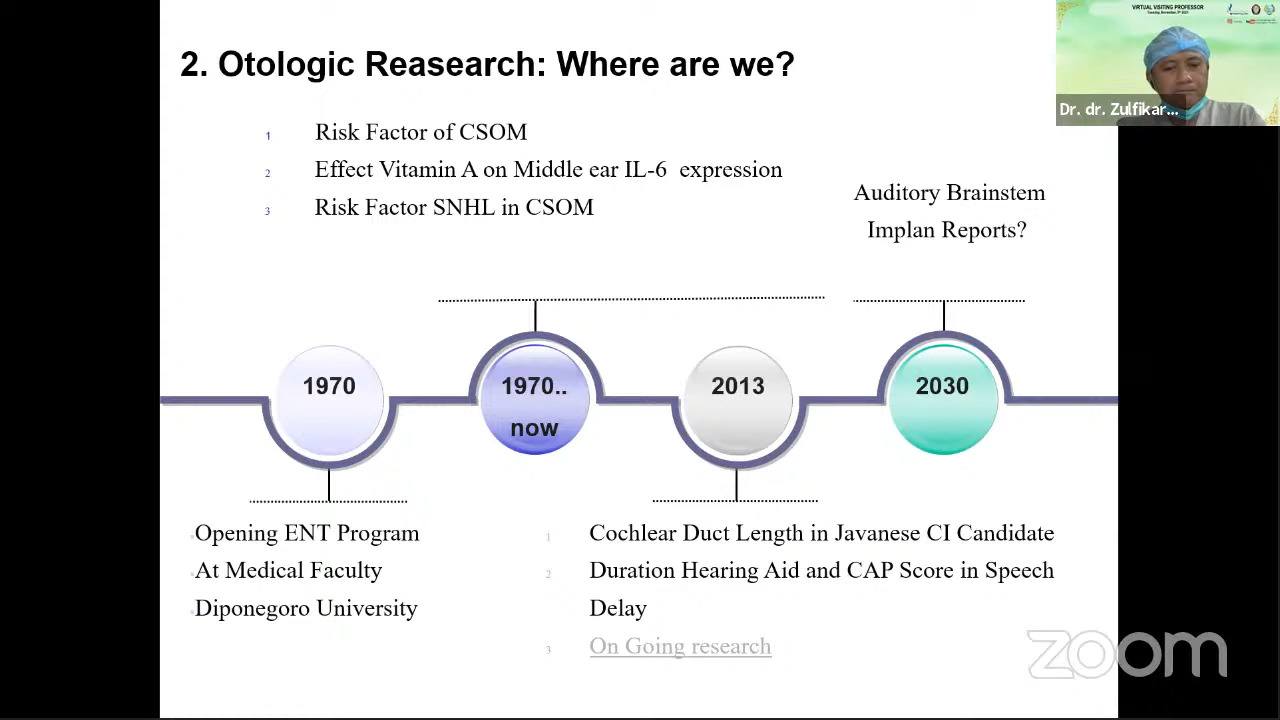 2. Otologic Reasearch: Where are we?
VIRTUAL VISITING PROFESSOR
Dr. dr. Zulfikar...
1 Risk Factor of CSOM
2 Effect Vitamin A on Middle ear IL-6 expression
3 Risk Factor SNHL in CSOM
Auditory Brainstem
Implan Reports?
1970
1970..
now
2013
2030
Opening ENT Program
At Medical Faculty
Diponegoro University
1 Cochlear Duct Length in Javanese CI Candidate
2 Duration Hearing Aid and CAP Score in Speech
Delay
3 On Going research
zoom